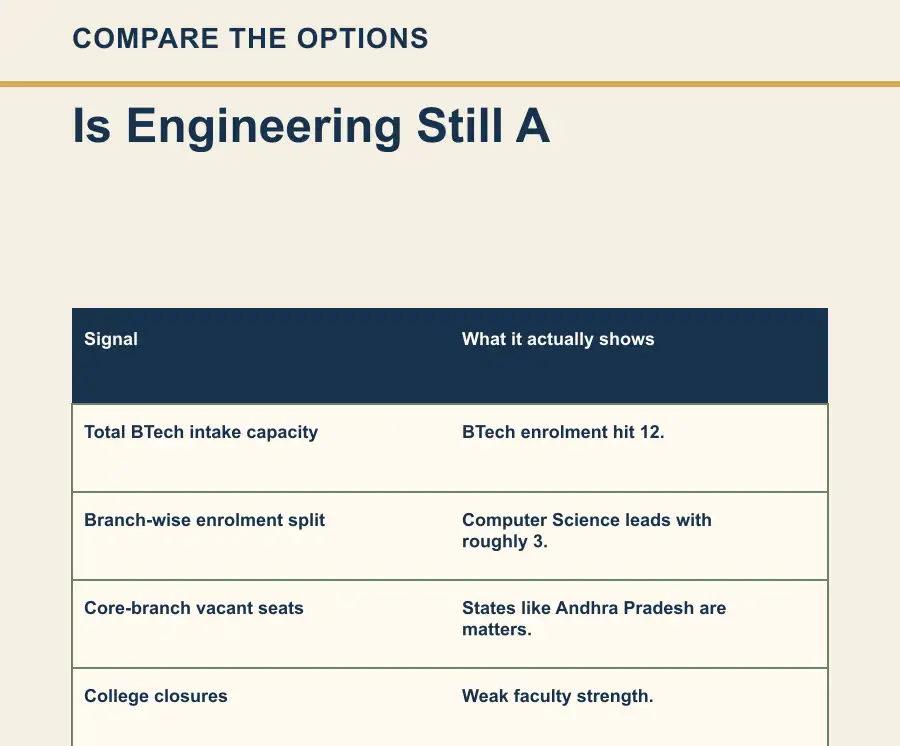 COMPARE THE OPTIONS
Is Engineering Still A
Signal
What it actually shows
Total BTech intake capacity
BTech enrolment hit 12.
Branch-wise enrolment split
Computer Science leads with
roughly 3.
Core-branch vacant seats
States like Andhra Pradesh are
matters.
College closures
Weak faculty strength.